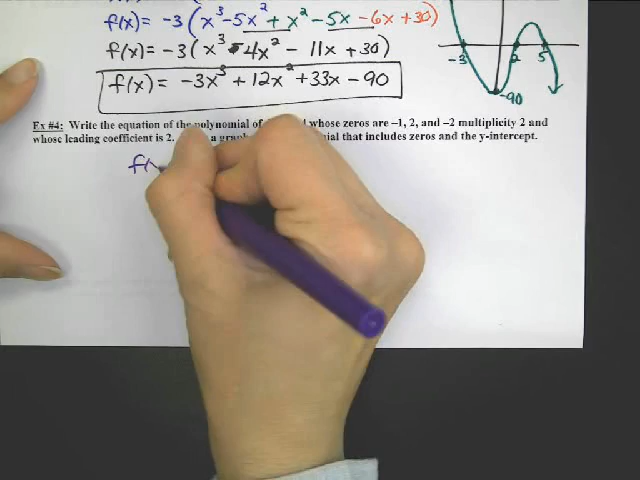 f(x) = -3(x³-5x²+x²-5x-6x+30)
f(x) = -3(x³-4x²-11x+30)
f(x) = -3x³+12x²+33x-90
-3 2 5
-90
Ex #4: Write the equation of the polynomial of whose zeros are –1, 2, and –2 multiplicity 2 and
whose leading coefficient is 2. a that includes zeros and the y-intercept.
f(